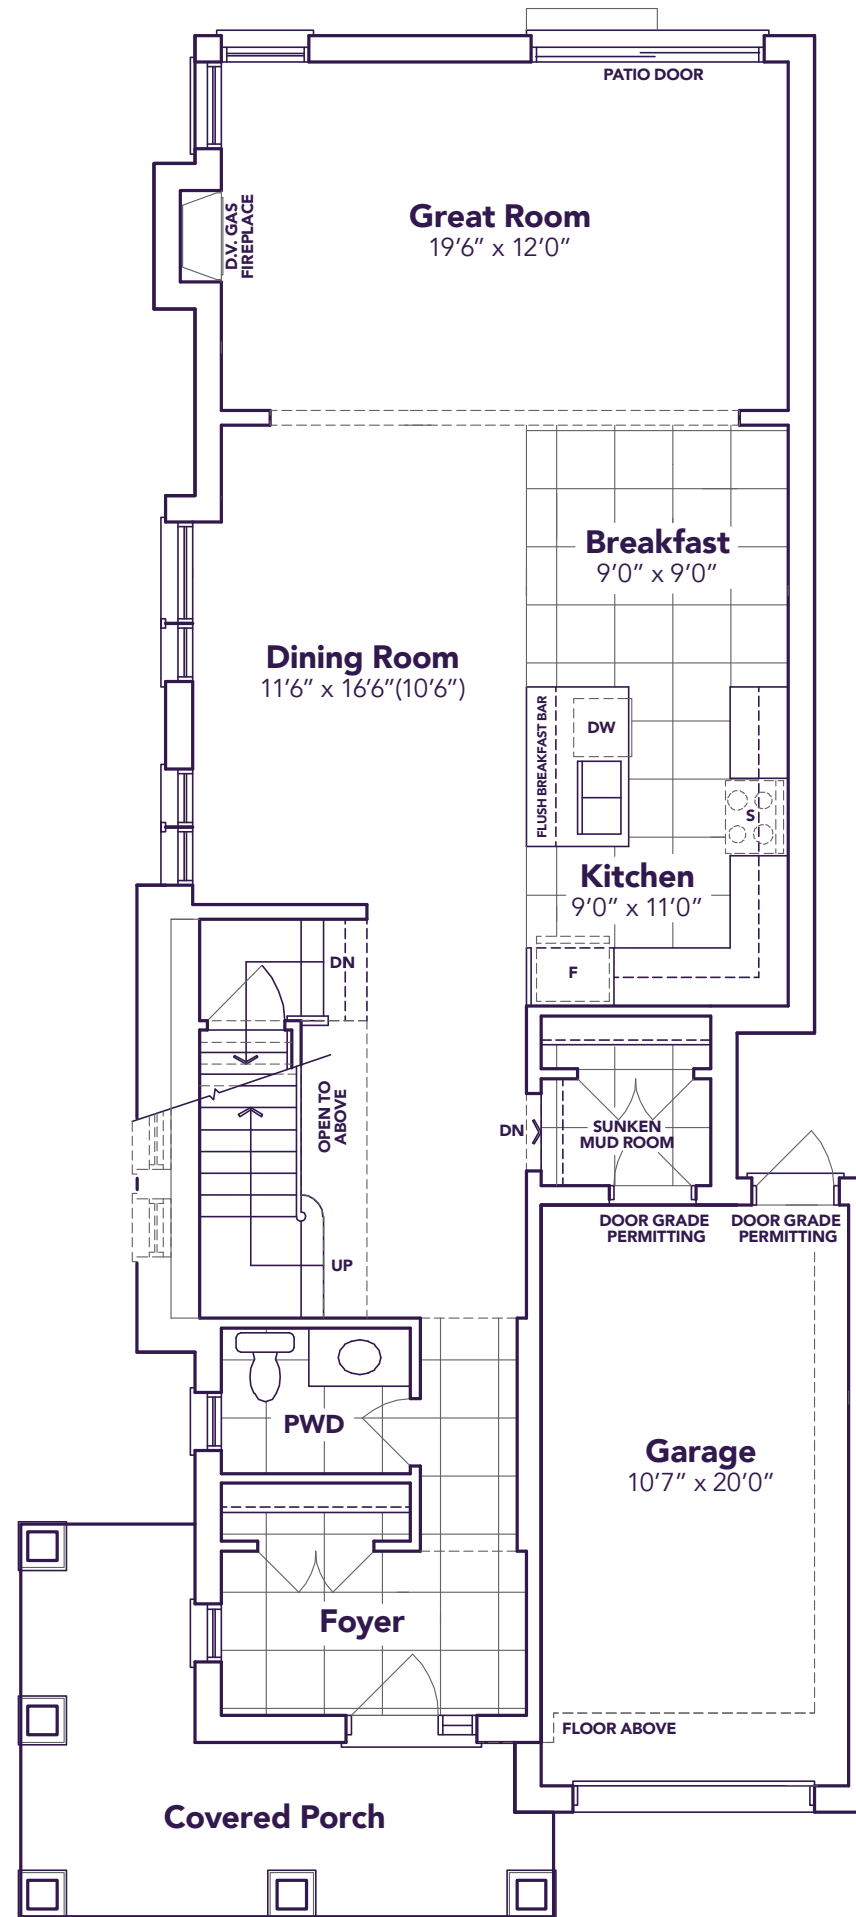 PATIO DOOR
Great Room
19′6″ x 12′0″
D.V. GAS
FIREPLACE
Breakfast
9′0″ x 9′0″
Dining Room
11′6″ x 16′6″(10′6″)
FLUSH BREAKFAST BAR
DW
S
Kitchen
9′0″ x 11′0″
F
DN
OPEN TO
ABOVE
DN
SUNKEN
MUD ROOM
DOOR GRADE
PERMITTING
DOOR GRADE
PERMITTING
UP
PWD
Garage
10′7″ x 20′0″
Foyer
FLOOR ABOVE
Covered Porch